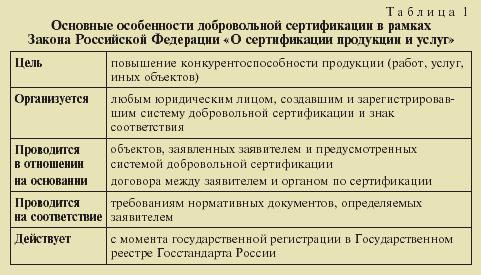 Таблица 1
Основные особенности добровольной сертификации в рамках
Закона Российской Федерации «О сертификации продукции и услуг»
Цель
повышение конкурентоспособности продукции (работ, услуг,
иных объектов)
Организуется
любым юридическим лицом, создавшим и зарегистрировав-
шим систему добровольной сертификации и знак
соответствия
Проводится
в отношении
объектов, заявленных заявителем и предусмотренных
системой добровольной сертификации
на основании
договора между заявителем и органом по сертификации
Проводится
на соответствие
требованиям нормативных документов, определяемых
заявителем
Действует
с момента государственной регистрации в Государственном
реестре Госстандарта России